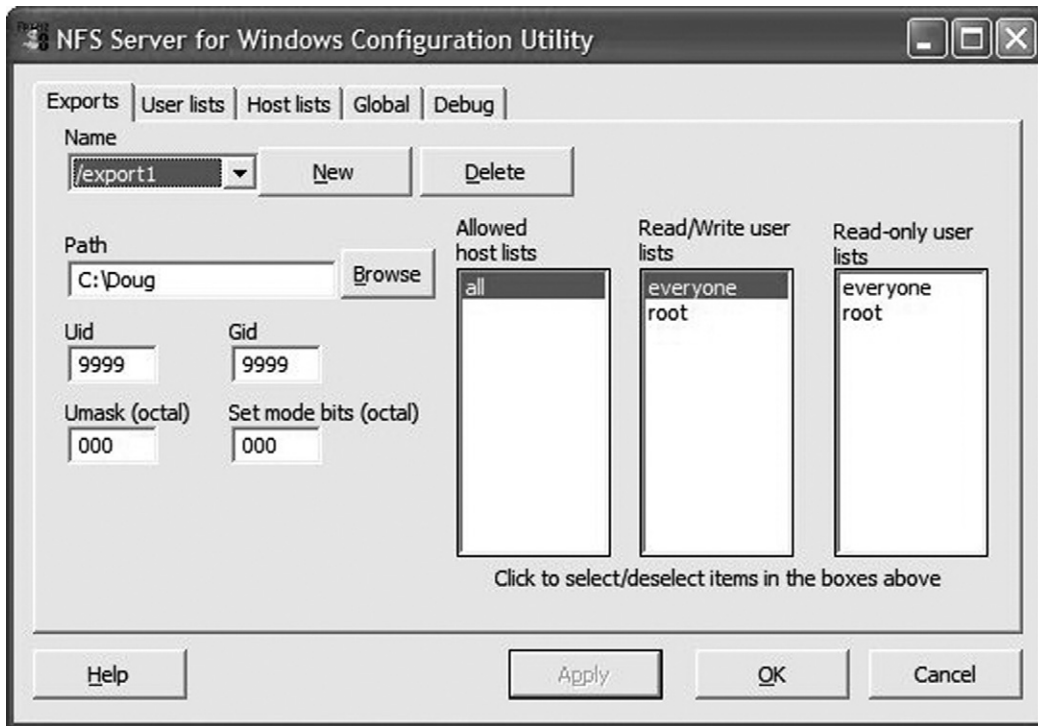 NFS Server for Windows Configuration Utility
Exports User lists Host lists Global Debug
Name
/export1 New Delete
Path
C:\Doug Browse
Uid Gid
9999 9999
Umask (octal) Set mode bits (octal)
000 000
Allowed
host lists
all
Read/Write user
lists
everyone
root
Read-only user
lists
everyone
root
Click to select/deselect items in the boxes above
Help Apply OK Cancel